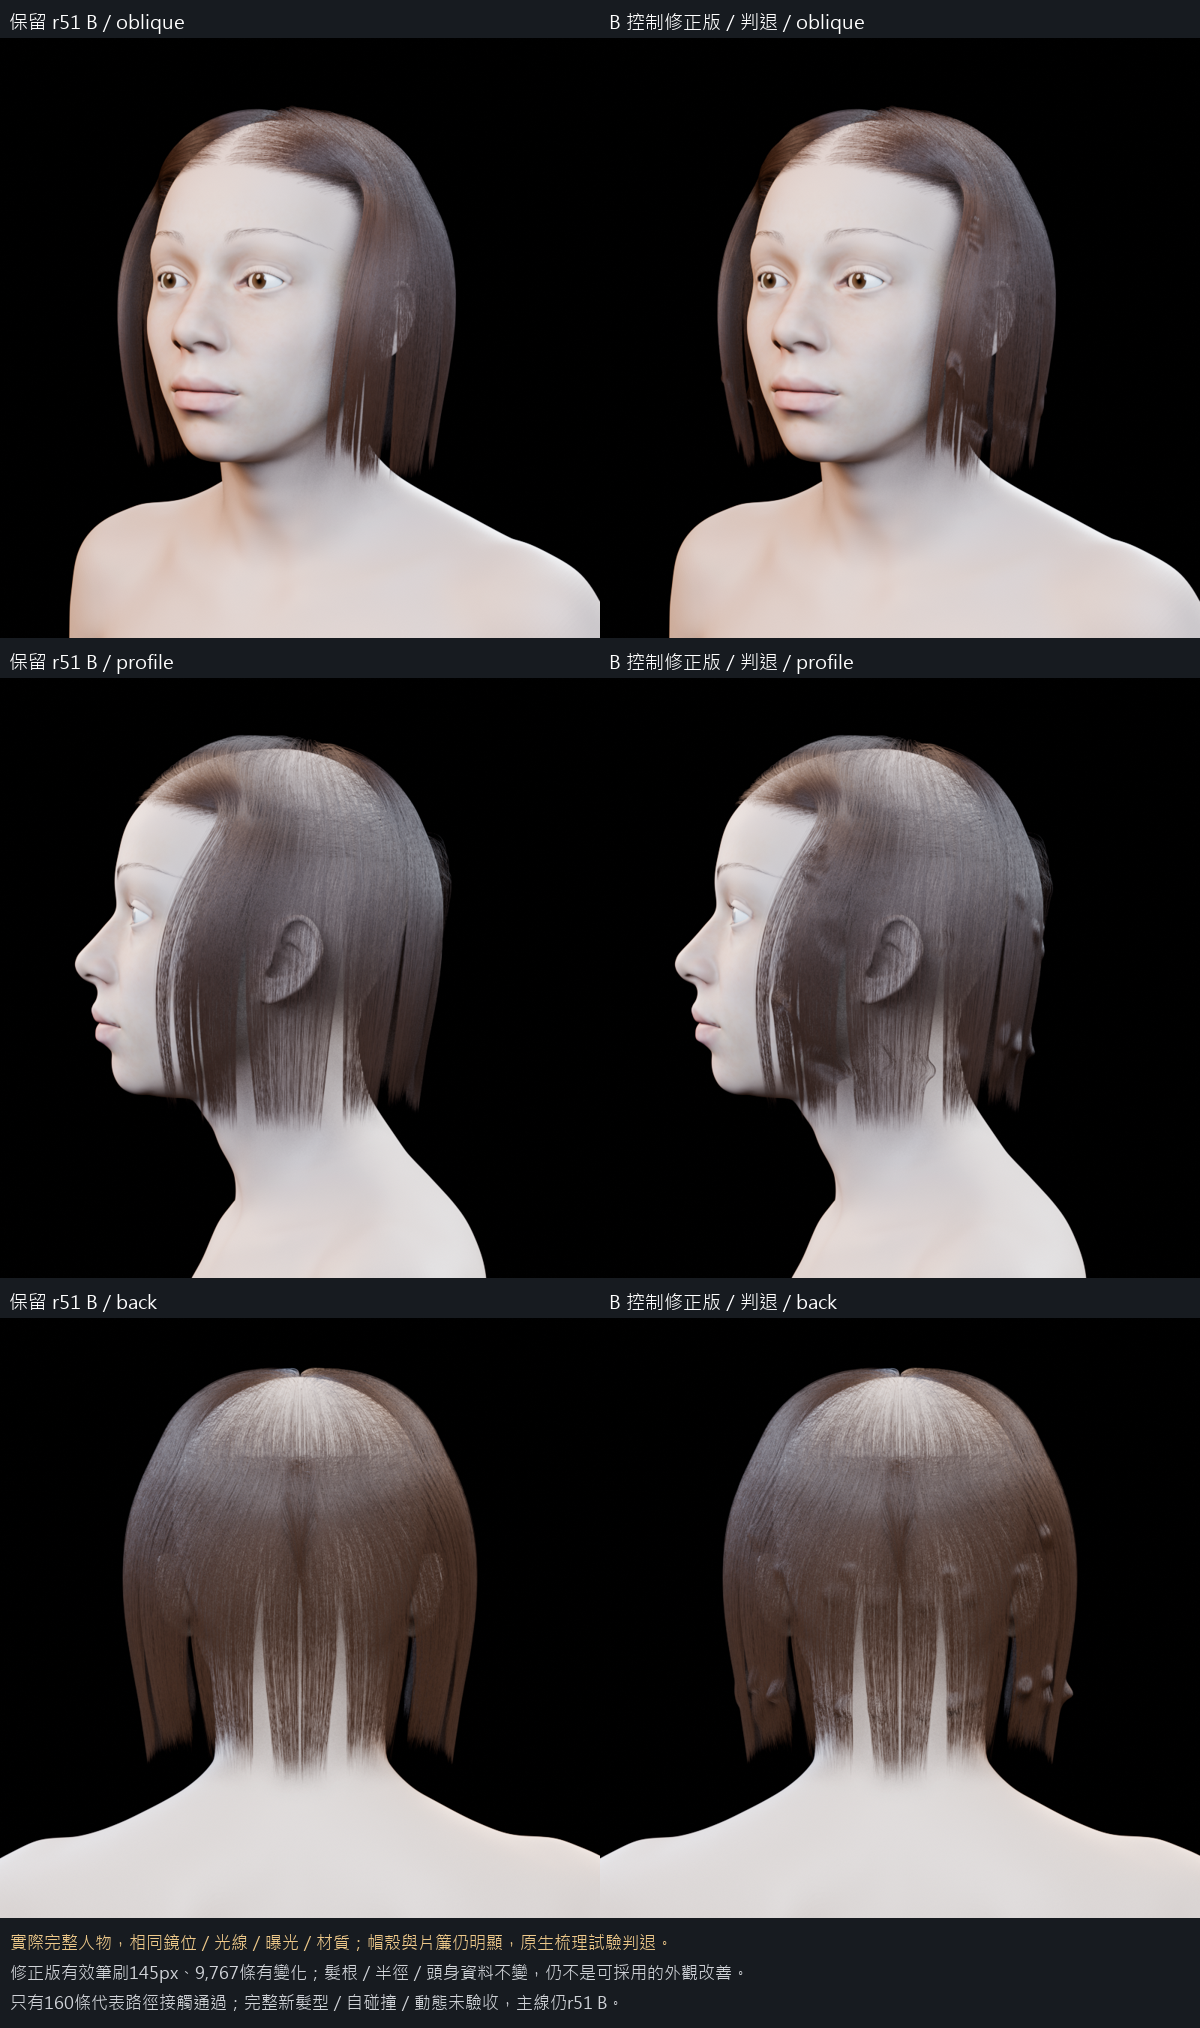 保留 r51 B / oblique
B 控制修正版 / 判退 / oblique
保留 r51 B / profile
B 控制修正版 / 判退 / profile
保留 r51 B / back
B 控制修正版 / 判退 / back
實際完整人物，相同鏡位 / 光線 / 曝光 / 材質；帽殼與片簾仍明顯，原生梳理試驗判退。
修正版有效筆刷145px、9,767條有變化；髮根 / 半徑 / 頭身資料不變，仍不是可採用的外觀改善。
只有160條代表路徑接觸通過；完整新髮型 / 自碰撞 / 動態未驗收，主線仍r51 B。